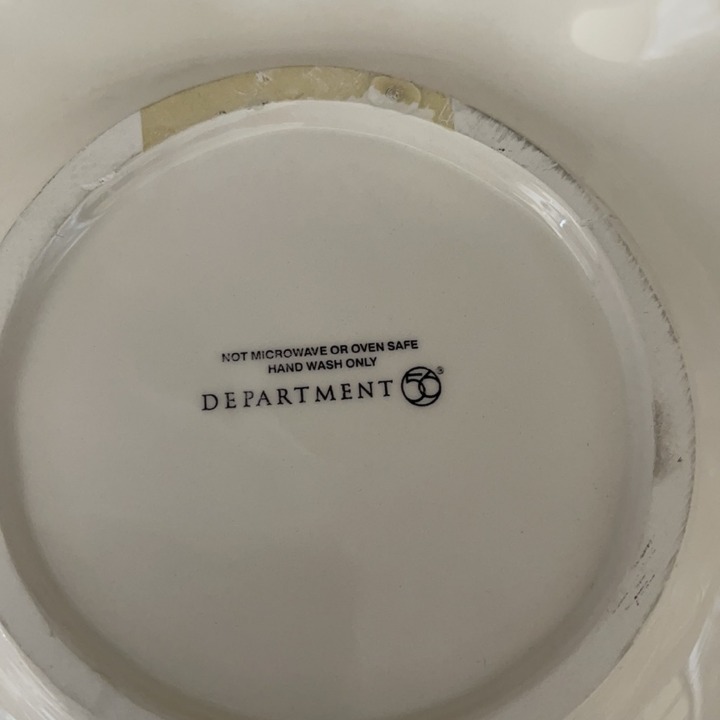 NOT MICROWAVE OR OVEN SAFE
HAND WASH ONLY
DEPARTMENT 56®